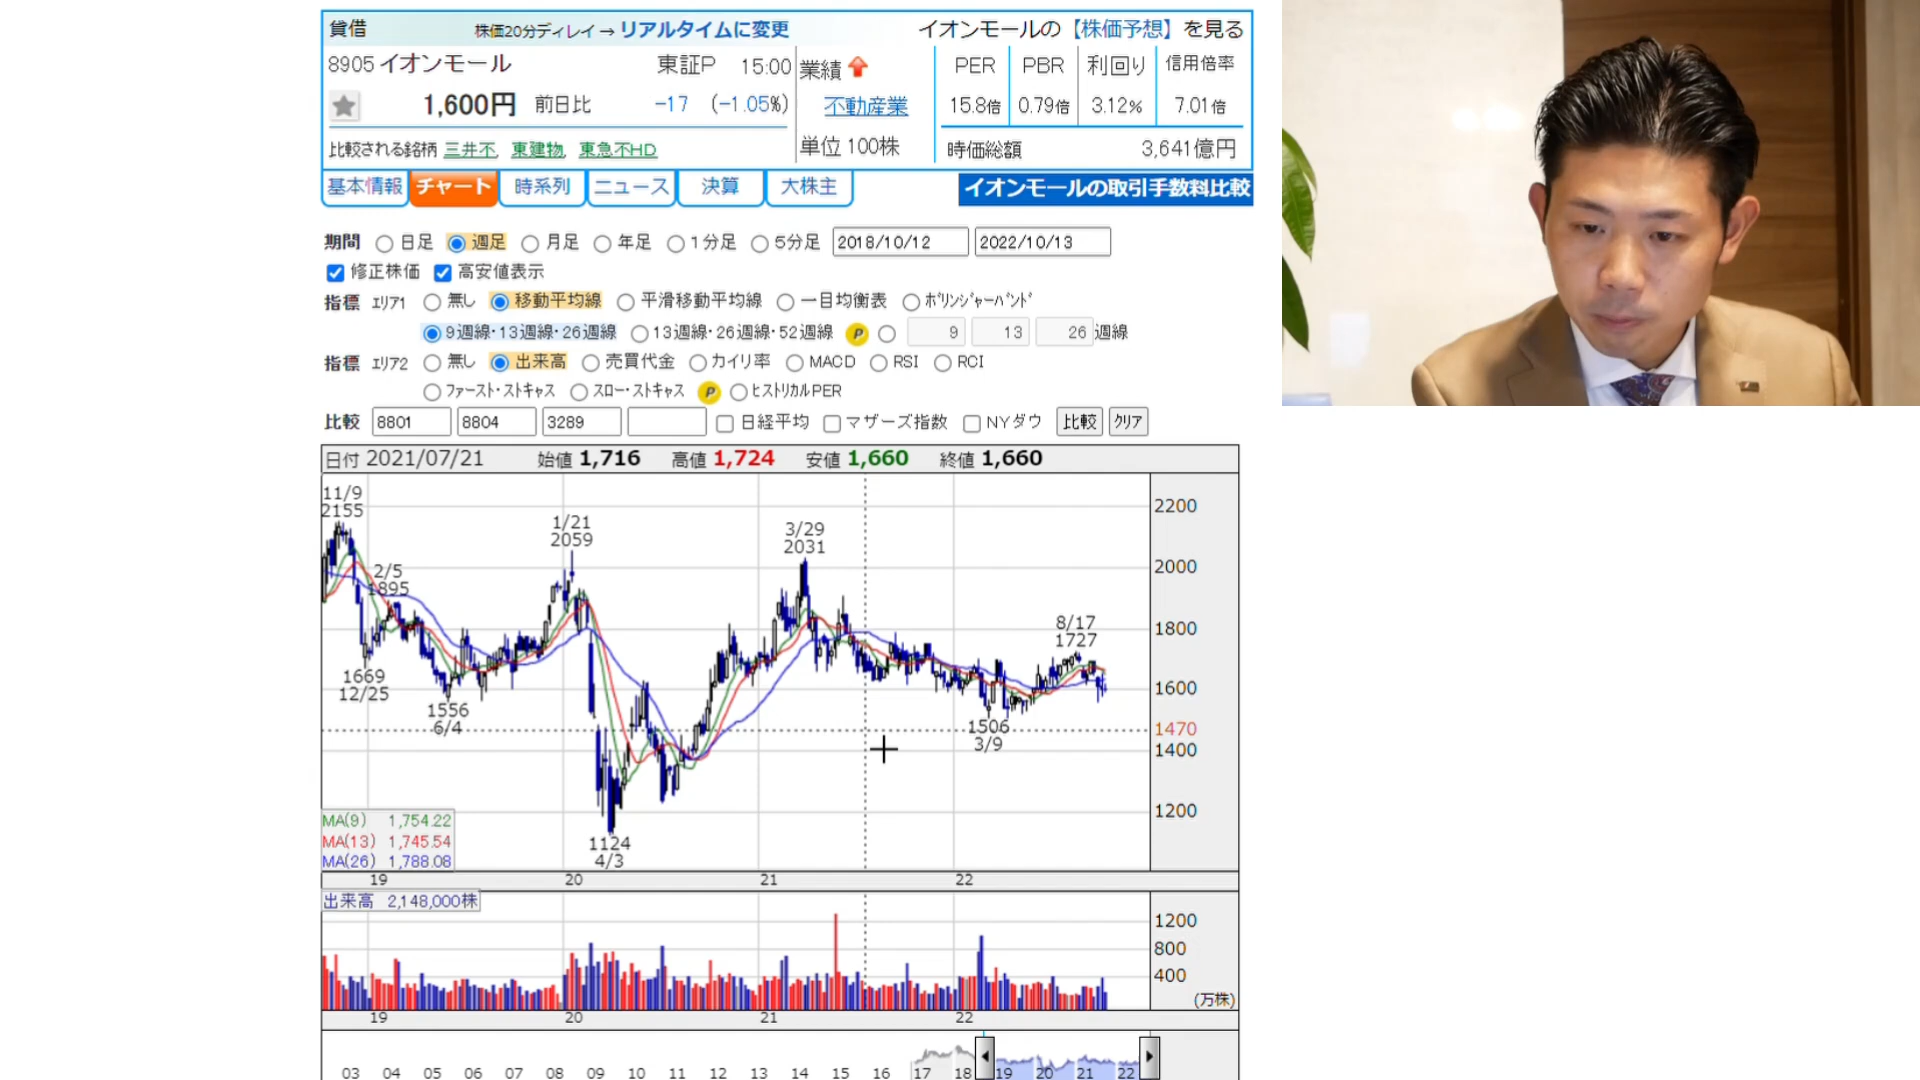 貸借 株価20分ディレイ → リアルタイムに変更 イオンモールの【株価予想】を見る
8905 イオンモール 東証P 15:00 業績 PER PBR 利回り 信用倍率
1,600円 前日比 -17 (-1.05%) 不動産業 15.8倍 0.79倍 3.12% 7.01倍
比較される銘柄 三井不, 東建物, 東急不HD 単位 100株 時価総額 3,641億円
基本情報 チャート 時系列 ニュース 決算 大株主 イオンモールの取引手数料比較
期間 日足 週足 月足 年足 1分足 5分足 2018/10/12 2022/10/13
修正株価 高安値表示
指標 エリア1 無し 移動平均線 平滑移動平均線 一目均衡表 ボリンジャーバンド
9週線・13週線・26週線 13週線・26週線・52週線 P 9 13 26 週線
指標 エリア2 無し 出来高 売買代金 カイリ率 MACD RSI RCI
ファースト・ストキャス スロー・ストキャス P ヒストリカルPER
比較 8801 8804 3289 日経平均 マザーズ指数 NYダウ 比較 クリア
日付 2021/07/21 始値 1,716 高値 1,724 安値 1,660 終値 1,660
11/9
2155
2/5
1895
1669
12/25
1556
6/4
1/21
2059
1124
4/3
3/29
2031
1506
3/9
8/17
1727
2200
2000
1800
1600
1470
1400
1200
MA(9) 1,754.22
MA(13) 1,745.54
MA(26) 1,788.08
19 20 21 22
出来高 2,148,000株
1200
800
400
(万株)
19 20 21 22
03 04 05 06 07 08 09 10 11 12 13 14 15 16 17 18 19 20 21 22